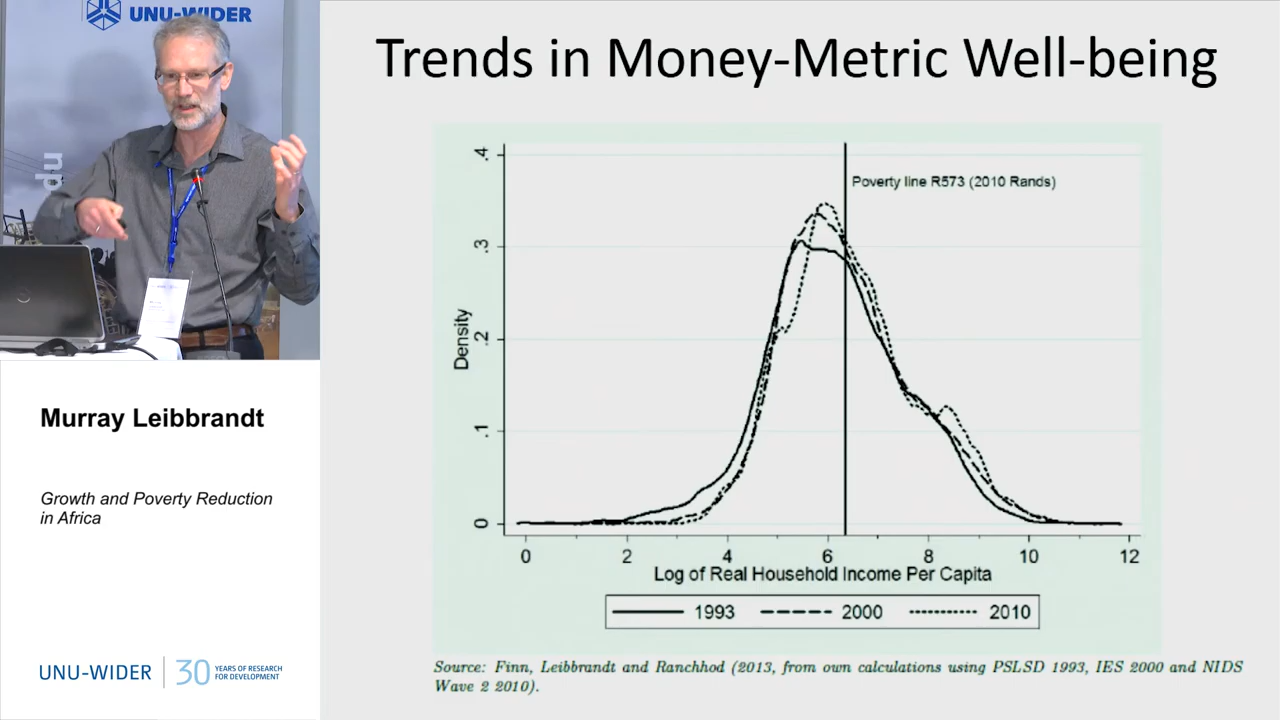 UNU-WIDER
nu
Trends in Money-Metric Well-being
.4
.3
.2
.1
0
Density
Poverty line R573 (2010 Rands)
0 2 4 6 8 10 12
Log of Real Household Income Per Capita
1993 2000 2010
Source: Finn, Leibbrandt and Ranchhod (2013, from own calculations using PSLSD 1993, IES 2000 and NIDS
Wave 2 2010).
Murray Leibbrandt
Growth and Poverty Reduction
in Africa
UNU-WIDER
30 YEARS OF RESEARCH
FOR DEVELOPMENT